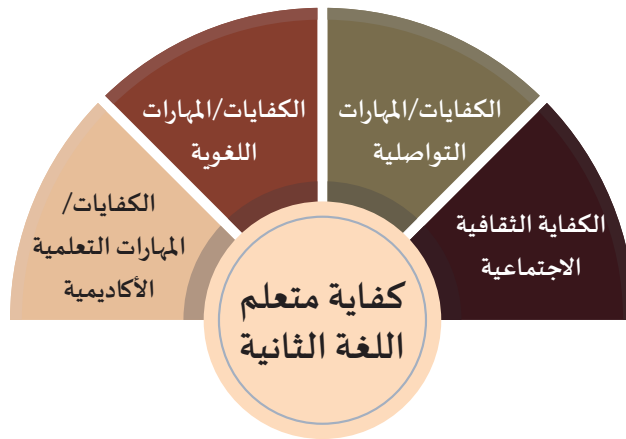 الكفاية الثقافية
الاجتماعية
الكفايات/المهارات
التواصلية
الكفايات/المهارات
اللغوية
الكفايات/
المهارات التعلمية
الأكاديمية
كفاية متعلم
اللغة الثانية